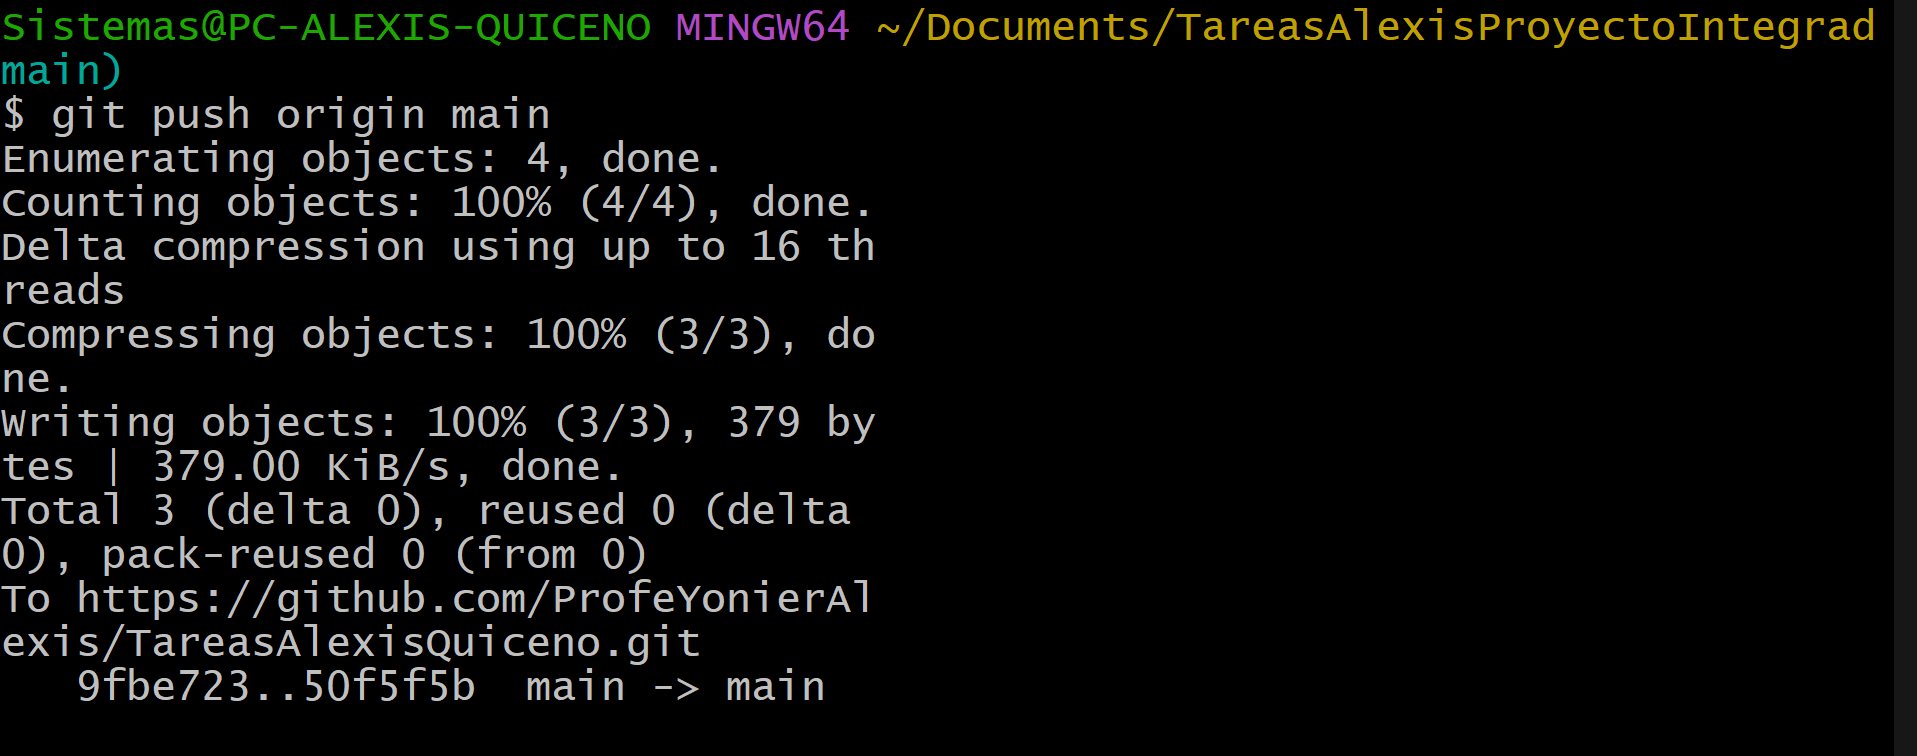 Sistemas@PC-ALEXIS-QUICENO MINGW64 ~/Documents/TareasAlexisProyectoIntegrad
main)
$ git push origin main
Enumerating objects: 4, done.
Counting objects: 100% (4/4), done.
Delta compression using up to 16 th
reads
Compressing objects: 100% (3/3), do
ne.
Writing objects: 100% (3/3), 379 by
tes | 379.00 KiB/s, done.
Total 3 (delta 0), reused 0 (delta
0), pack-reused 0 (from 0)
To https://github.com/ProfeYonierAl
exis/TareasAlexisQuiceno.git
   9fbe723..50f5f5b  main -> main